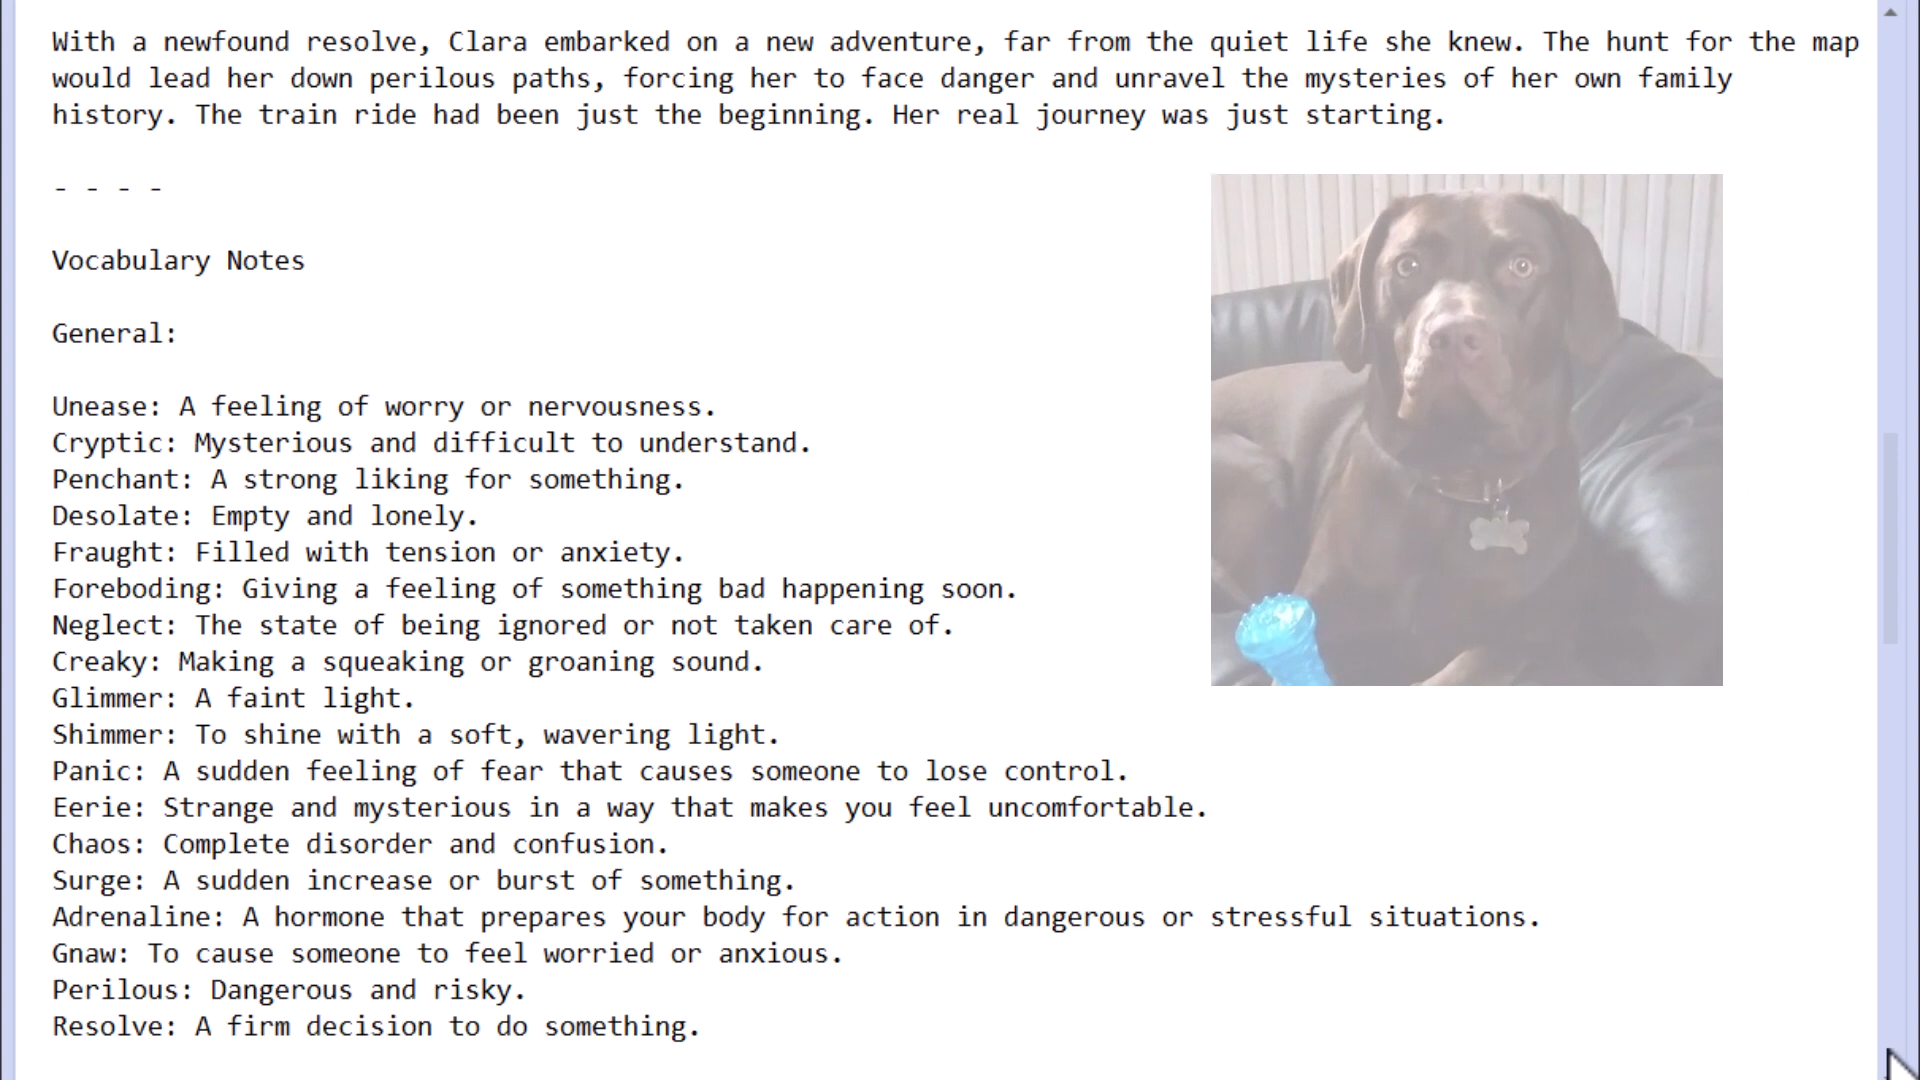 With a newfound resolve, Clara embarked on a new adventure, far from the quiet life she knew. The hunt for the map
would lead her down perilous paths, forcing her to face danger and unravel the mysteries of her own family
history. The train ride had been just the beginning. Her real journey was just starting.
- - - -
Vocabulary Notes
General:
Unease: A feeling of worry or nervousness.
Cryptic: Mysterious and difficult to understand.
Penchant: A strong liking for something.
Desolate: Empty and lonely.
Fraught: Filled with tension or anxiety.
Foreboding: Giving a feeling of something bad happening soon.
Neglect: The state of being ignored or not taken care of.
Creaky: Making a squeaking or groaning sound.
Glimmer: A faint light.
Shimmer: To shine with a soft, wavering light.
Panic: A sudden feeling of fear that causes someone to lose control.
Eerie: Strange and mysterious in a way that makes you feel uncomfortable.
Chaos: Complete disorder and confusion.
Surge: A sudden increase or burst of something.
Adrenaline: A hormone that prepares your body for action in dangerous or stressful situations.
Gnaw: To cause someone to feel worried or anxious.
Perilous: Dangerous and risky.
Resolve: A firm decision to do something.